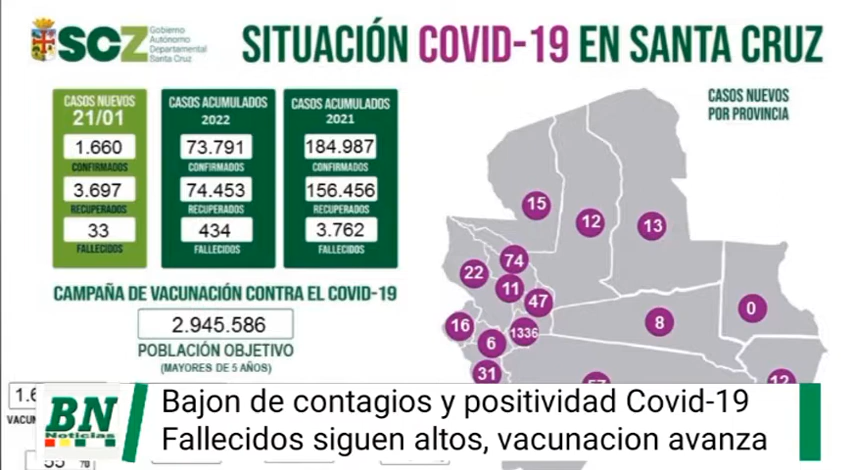 SCZ
Gobierno
Autónomo
Departamental
Santa Cruz
SITUACIÓN COVID-19 EN SANTA CRUZ
CASOS NUEVOS
21/01
1.660
CONFIRMADOS
3.697
RECUPERADOS
33
FALLECIDOS
CASOS ACUMULADOS
2022
73.791
CONFIRMADOS
74.453
RECUPERADOS
434
FALLECIDOS
CASOS ACUMULADOS
2021
184.987
CONFIRMADOS
156.456
RECUPERADOS
3.762
FALLECIDOS
CASOS NUEVOS
POR PROVINCIA
15
12
13
74
22
11
47
0
16
8
1336
6
31
12
CAMPAÑA DE VACUNACIÓN CONTRA EL COVID-19
2.945.586
POBLACIÓN OBJETIVO
(MAYORES DE 5 AÑOS)
BN
Noticias
Bajon de contagios y positividad Covid-19
Fallecidos siguen altos, vacunacion avanza